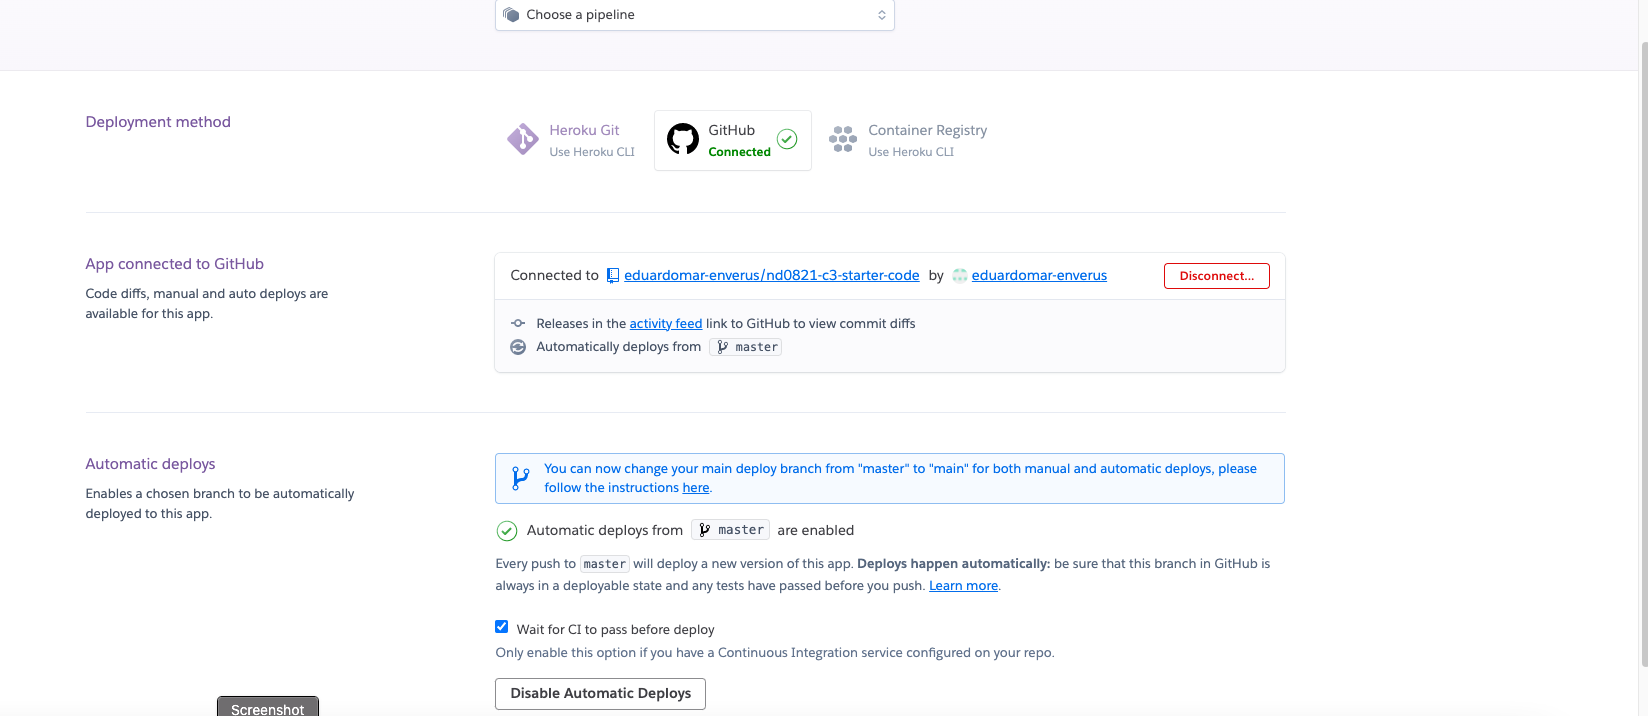 Choose a pipeline
Deployment method
Heroku Git
Use Heroku CLI
GitHub
Connected
Container Registry
Use Heroku CLI
App connected to GitHub
Code diffs, manual and auto deploys are
available for this app.
Connected to eduardomar-enverus/nd0821-c3-starter-code by eduardomar-enverus
Disconnect...
Releases in the activity feed link to GitHub to view commit diffs
Automatically deploys from master
Automatic deploys
Enables a chosen branch to be automatically
deployed to this app.
You can now change your main deploy branch from "master" to "main" for both manual and automatic deploys, please
follow the instructions here.
Automatic deploys from master are enabled
Every push to master will deploy a new version of this app. Deploys happen automatically: be sure that this branch in GitHub is
always in a deployable state and any tests have passed before you push. Learn more.
Wait for CI to pass before deploy
Only enable this option if you have a Continuous Integration service configured on your repo.
Disable Automatic Deploys
Screenshot